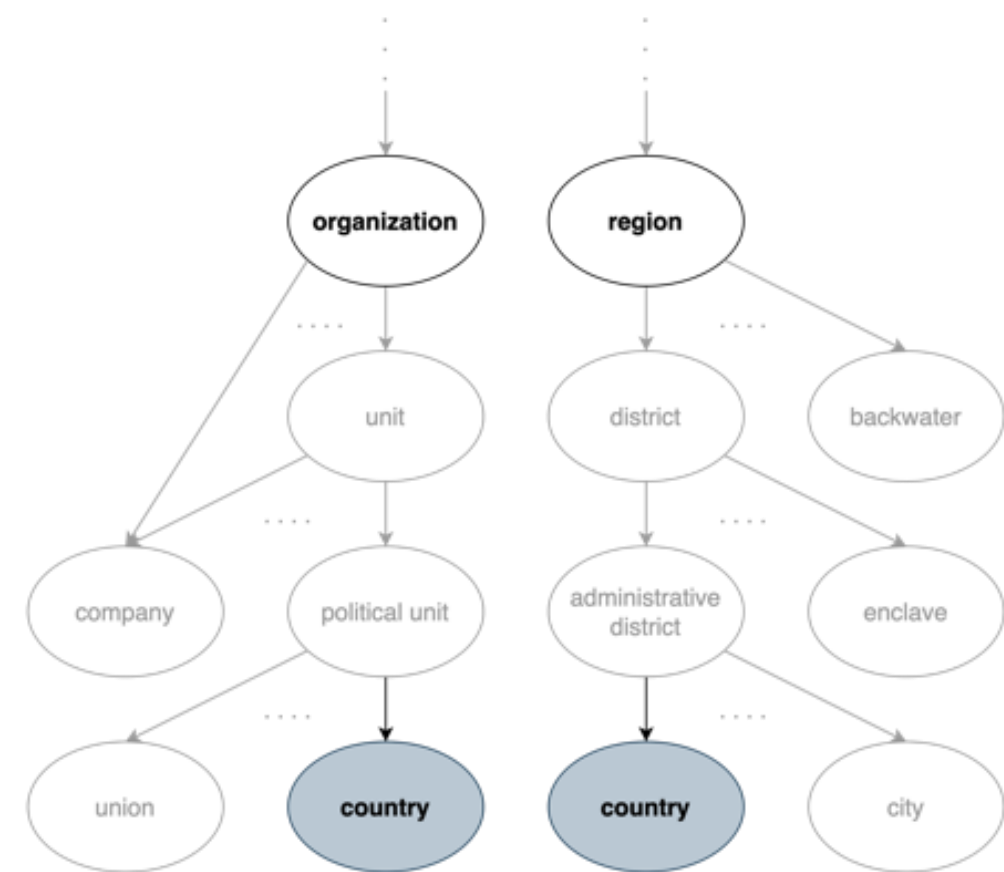 organization
region
unit
district
backwater
company
political unit
administrative
district
enclave
union
country
country
city